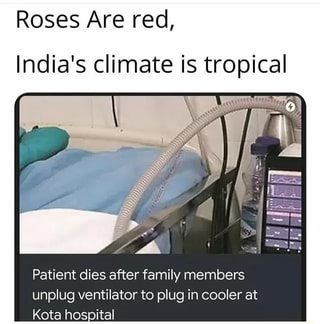 Roses Are red,
India's climate is tropical
Patient dies after family members
unplug ventilator to plug in cooler at
Kota hospital